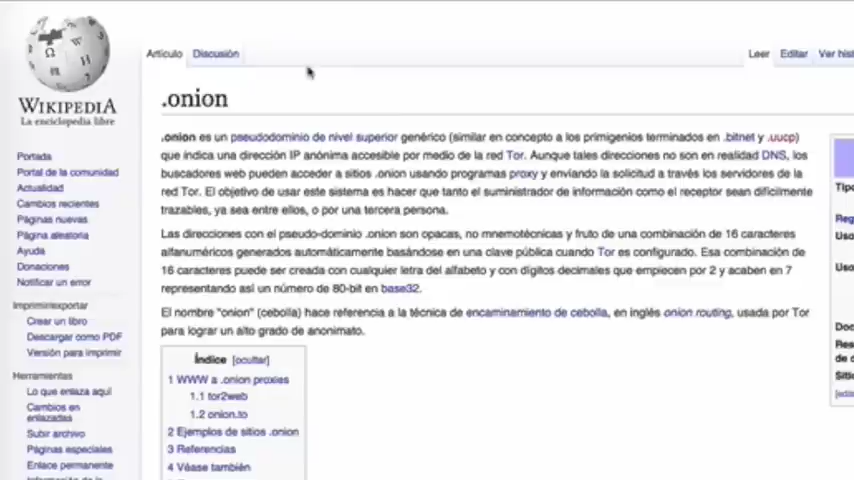 WIKIPEDIA
La enciclopedia libre
Portada
Portal de la comunidad
Actualidad
Cambios recientes
Páginas nuevas
Página aleatoria
Ayuda
Donaciones
Notificar un error
Imprimir/exportar
Crear un libro
Descargar como PDF
Versión para imprimir
Herramientas
Lo que enlaza aquí
Cambios en
enlazadas
Subir archivo
Páginas especiales
Enlace permanente
Información de la
Artículo Discusión
Leer Editar Ver hist
.onion
.onion es un pseudodominio de nivel superior genérico (similar en concepto a los primigenios terminados en .bitnet y .uucp)
que indica una dirección IP anónima accesible por medio de la red Tor. Aunque tales direcciones no son en realidad DNS, los
buscadores web pueden acceder a sitios .onion usando programas proxy y enviando la solicitud a través los servidores de la
red Tor. El objetivo de usar este sistema es hacer que tanto el suministrador de información como el receptor sean difícilmente
trazables, ya sea entre ellos, o por una tercera persona.
Las direcciones con el pseudo-dominio .onion son opacas, no mnemotécnicas y fruto de una combinación de 16 caracteres
alfanuméricos generados automáticamente basándose en una clave pública cuando Tor es configurado. Esa combinación de
16 caracteres puede ser creada con cualquier letra del alfabeto y con dígitos decimales que empiecen por 2 y acaben en 7
representando así un número de 80-bit en base32.
El nombre "onion" (cebolla) hace referencia a la técnica de encaminamiento de cebolla, en inglés onion routing, usada por Tor
para lograr un alto grado de anonimato.
Índice [ocultar]
1 WWW a .onion proxies
1.1 tor2web
1.2 onion.to
2 Ejemplos de sitios .onion
3 Referencias
4 Véase también
Tipo
Reg
Uso
Uso
Doc
Res
de d
Siti
[edit